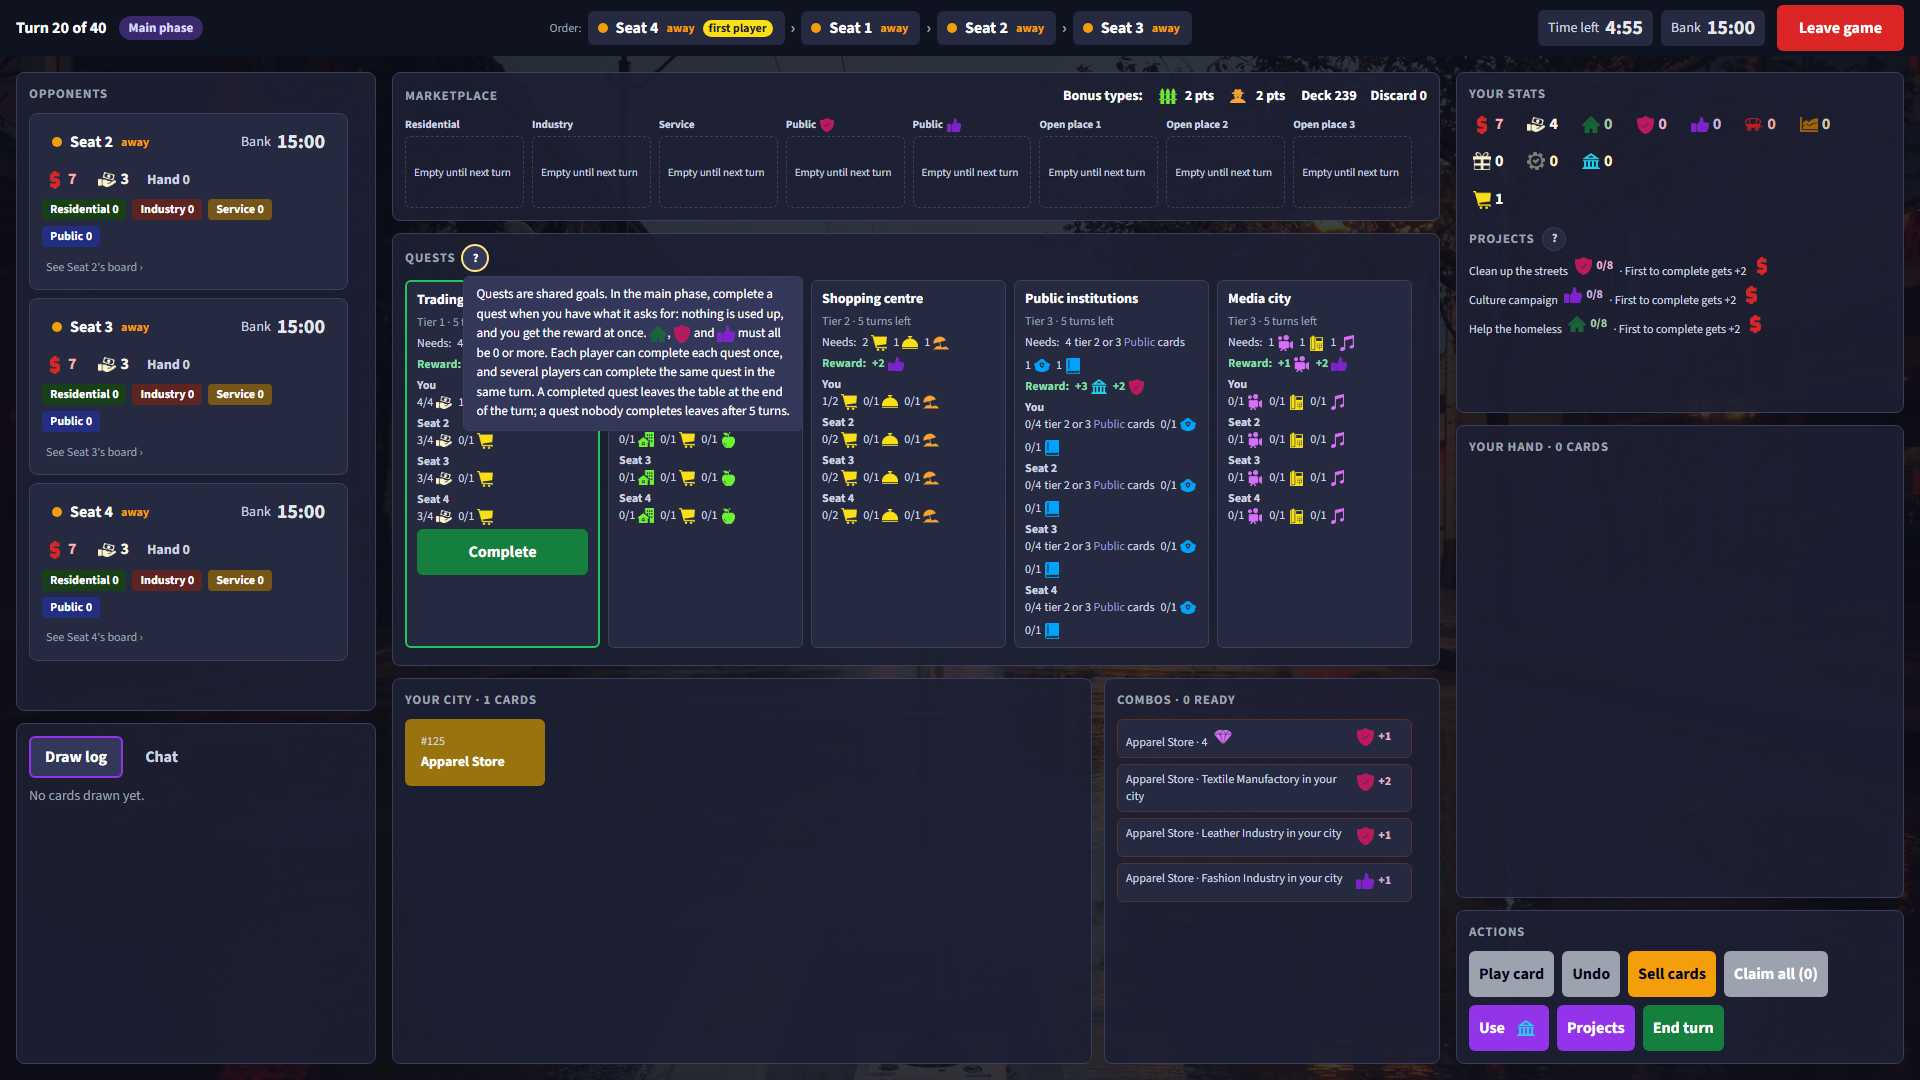 Turn 20 of 40
Main phase
Order:
Seat 4 away first player
›
Seat 1 away
›
Seat 2 away
›
Seat 3 away
Time left 4:55
Bank 15:00
Leave game
OPPONENTS
Seat 2 away
Bank 15:00
7
3
Hand 0
Residential 0
Industry 0
Service 0
Public 0
See Seat 2's board ›
Seat 3 away
Bank 15:00
7
3
Hand 0
Residential 0
Industry 0
Service 0
Public 0
See Seat 3's board ›
Seat 4 away
Bank 15:00
7
3
Hand 0
Residential 0
Industry 0
Service 0
Public 0
See Seat 4's board ›
Draw log
Chat
No cards drawn yet.
MARKETPLACE
Bonus types: 2 pts 2 pts Deck 239 Discard 0
Residential
Empty until next turn
Industry
Empty until next turn
Service
Empty until next turn
Public
Empty until next turn
Public
Empty until next turn
Open place 1
Empty until next turn
Open place 2
Empty until next turn
Open place 3
Empty until next turn
QUESTS ?
Quests are shared goals. In the main phase, complete a
quest when you have what it asks for: nothing is used up,
and you get the reward at once. , and must all
be 0 or more. Each player can complete each quest once,
and several players can complete the same quest in the
same turn. A completed quest leaves the table at the end
of the turn; a quest nobody completes leaves after 5 turns.
Trading
Tier 1 · 5
Needs: 4
Reward:
You
4/4 1
Seat 2
3/4 0/1
Seat 3
3/4 0/1
Seat 4
3/4 0/1
Complete
0/1 0/1 0/1
Seat 3
0/1 0/1 0/1
Seat 4
0/1 0/1 0/1
Shopping centre
Tier 2 · 5 turns left
Needs: 2 1 1
Reward: +2
You
1/2 0/1 0/1
Seat 2
0/2 0/1 0/1
Seat 3
0/2 0/1 0/1
Seat 4
0/2 0/1 0/1
Public institutions
Tier 3 · 5 turns left
Needs: 4 tier 2 or 3 Public cards
1 1
Reward: +3 +2
You
0/4 tier 2 or 3 Public cards 0/1
0/1
Seat 2
0/4 tier 2 or 3 Public cards 0/1
0/1
Seat 3
0/4 tier 2 or 3 Public cards 0/1
0/1
Seat 4
0/4 tier 2 or 3 Public cards 0/1
0/1
Media city
Tier 3 · 5 turns left
Needs: 1 1 1
Reward: +1 +2
You
0/1 0/1 0/1
Seat 2
0/1 0/1 0/1
Seat 3
0/1 0/1 0/1
Seat 4
0/1 0/1 0/1
YOUR CITY · 1 CARDS
#125
Apparel Store
COMBOS · 0 READY
Apparel Store · 4 +1
Apparel Store · Textile Manufactory in your
city
+2
Apparel Store · Leather Industry in your city +1
Apparel Store · Fashion Industry in your city +1
YOUR STATS
7 4 0 0 0 0 0
0 0 0
1
PROJECTS ?
Clean up the streets 0/8 · First to complete gets +2
Culture campaign 0/8 · First to complete gets +2
Help the homeless 0/8 · First to complete gets +2
YOUR HAND · 0 CARDS
ACTIONS
Play card
Undo
Sell cards
Claim all (0)
Use
Projects
End turn